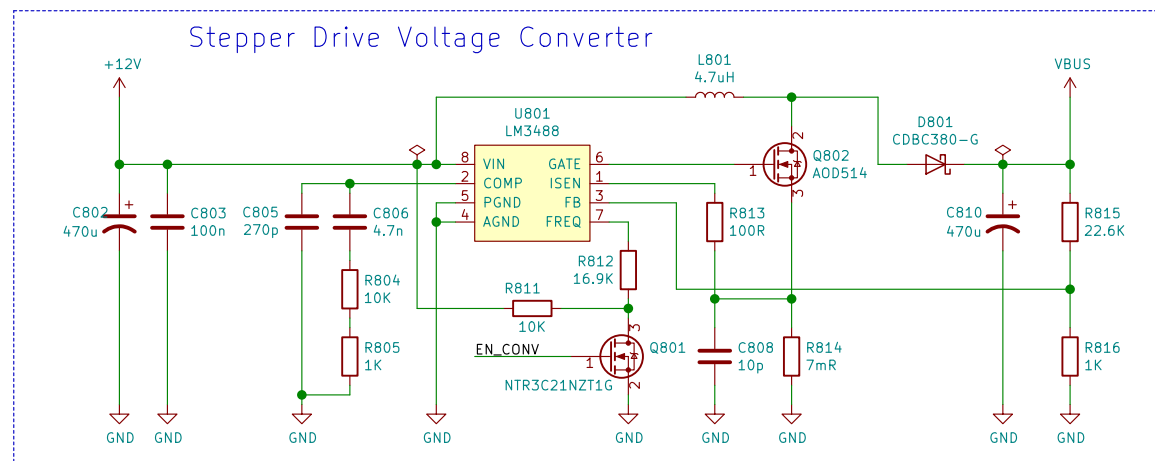 Stepper Drive Voltage Converter
+12V
L801
4.7uH
VBUS
U801
LM3488
D801
CDBC380-G
8 VIN GATE 6
2 COMP ISEN 1
5 PGND FB 3
4 AGND FREQ 7
2
1
3
Q802
AOD514
C802 +
470u
C803
100n
C805
270p
C806
4.7n
R813
100R
C810 +
470u
R815
22.6K
R812
16.9K
R804
10K
R811
10K
EN_CONV
3
1
2
Q801
NTR3C21NZT1G
R805
1K
C808
10p
R814
7mR
R816
1K
GND GND GND GND GND GND GND GND GND